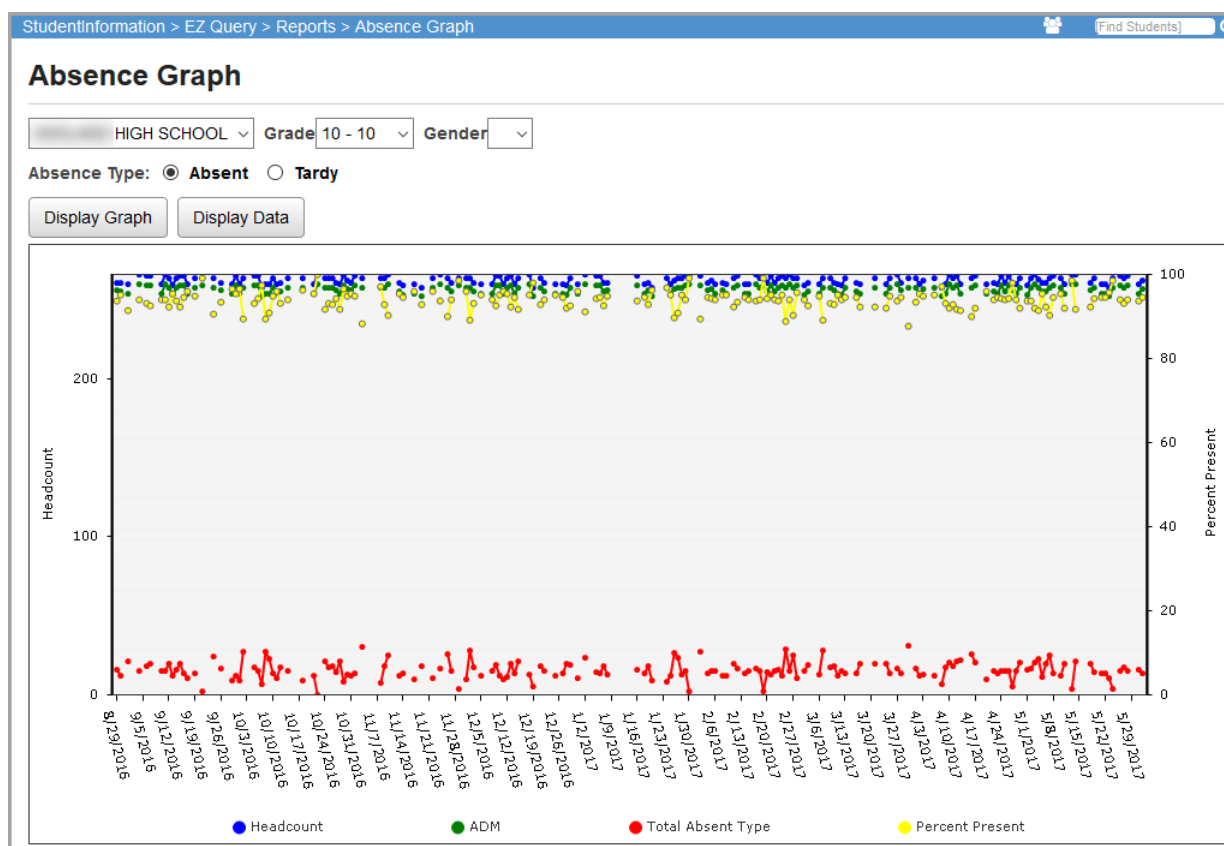 StudentInformation > EZ Query > Reports > Absence Graph [Find Students]
Absence Graph
HIGH SCHOOL Grade 10 - 10 Gender
Absence Type: Absent Tardy
Display Graph Display Data
100
80
200
60
Headcount
Percent Present
40
100
20
0 0
8/29/2016 9/5/2016 9/12/2016 9/19/2016 9/26/2016 10/3/2016 10/10/2016 10/17/2016 10/24/2016 10/31/2016 11/7/2016 11/14/2016 11/21/2016 11/28/2016 12/5/2016 12/12/2016 12/19/2016 12/26/2016 1/2/2017 1/9/2017 1/16/2017 1/23/2017 1/30/2017 2/6/2017 2/13/2017 2/20/2017 2/27/2017 3/6/2017 3/13/2017 3/20/2017 3/27/2017 4/3/2017 4/10/2017 4/17/2017 4/24/2017 5/1/2017 5/8/2017 5/15/2017 5/22/2017 5/29/2017
Headcount ADM Total Absent Type Percent Present